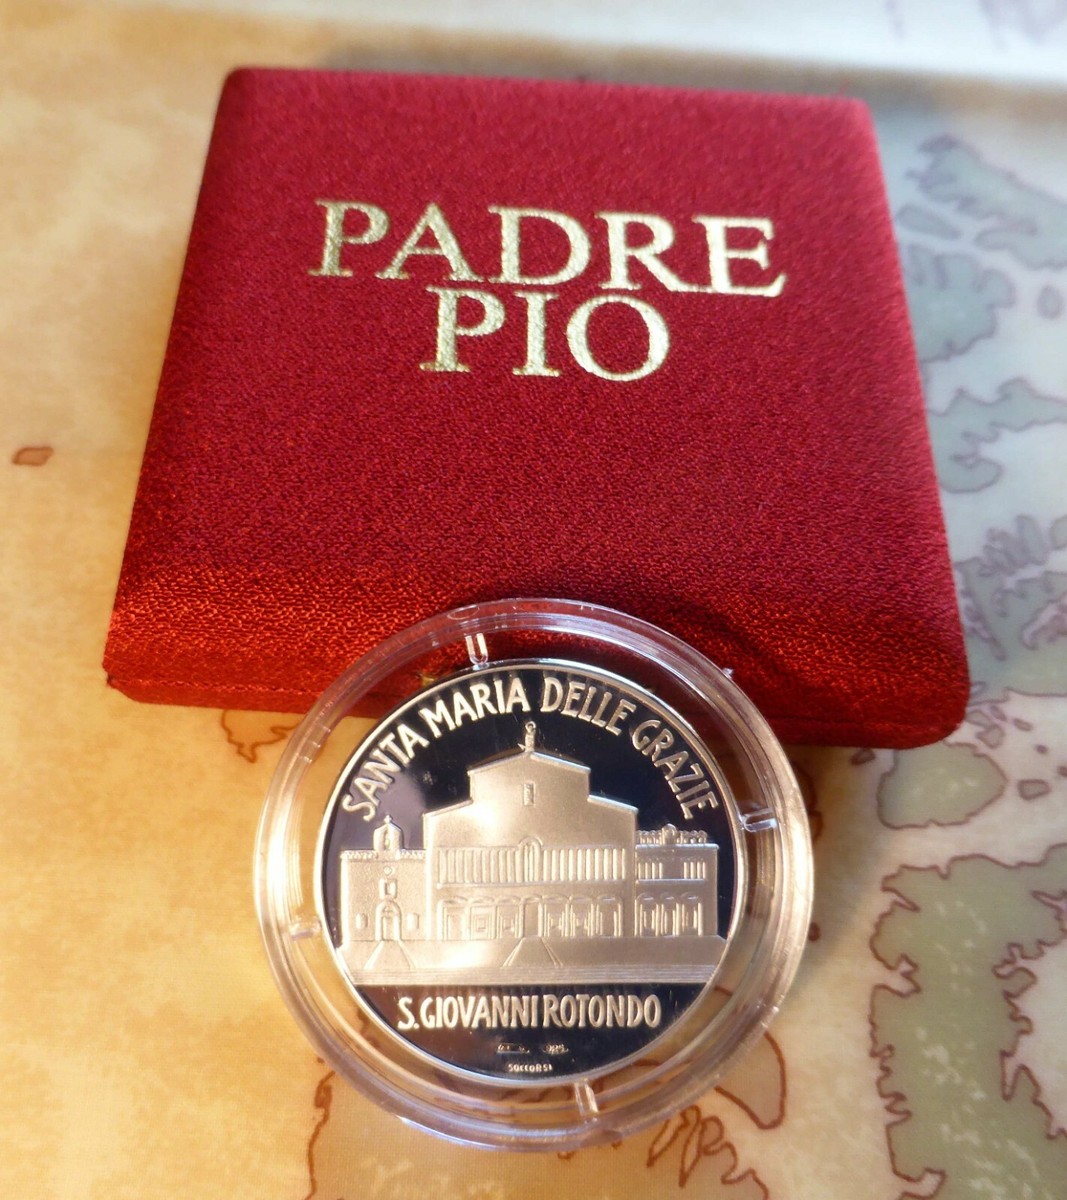 PADRE
PIO
SANTA MARIA DELLE GRAZIE
S. GIOVANNI ROTONDO
SOCCORSI